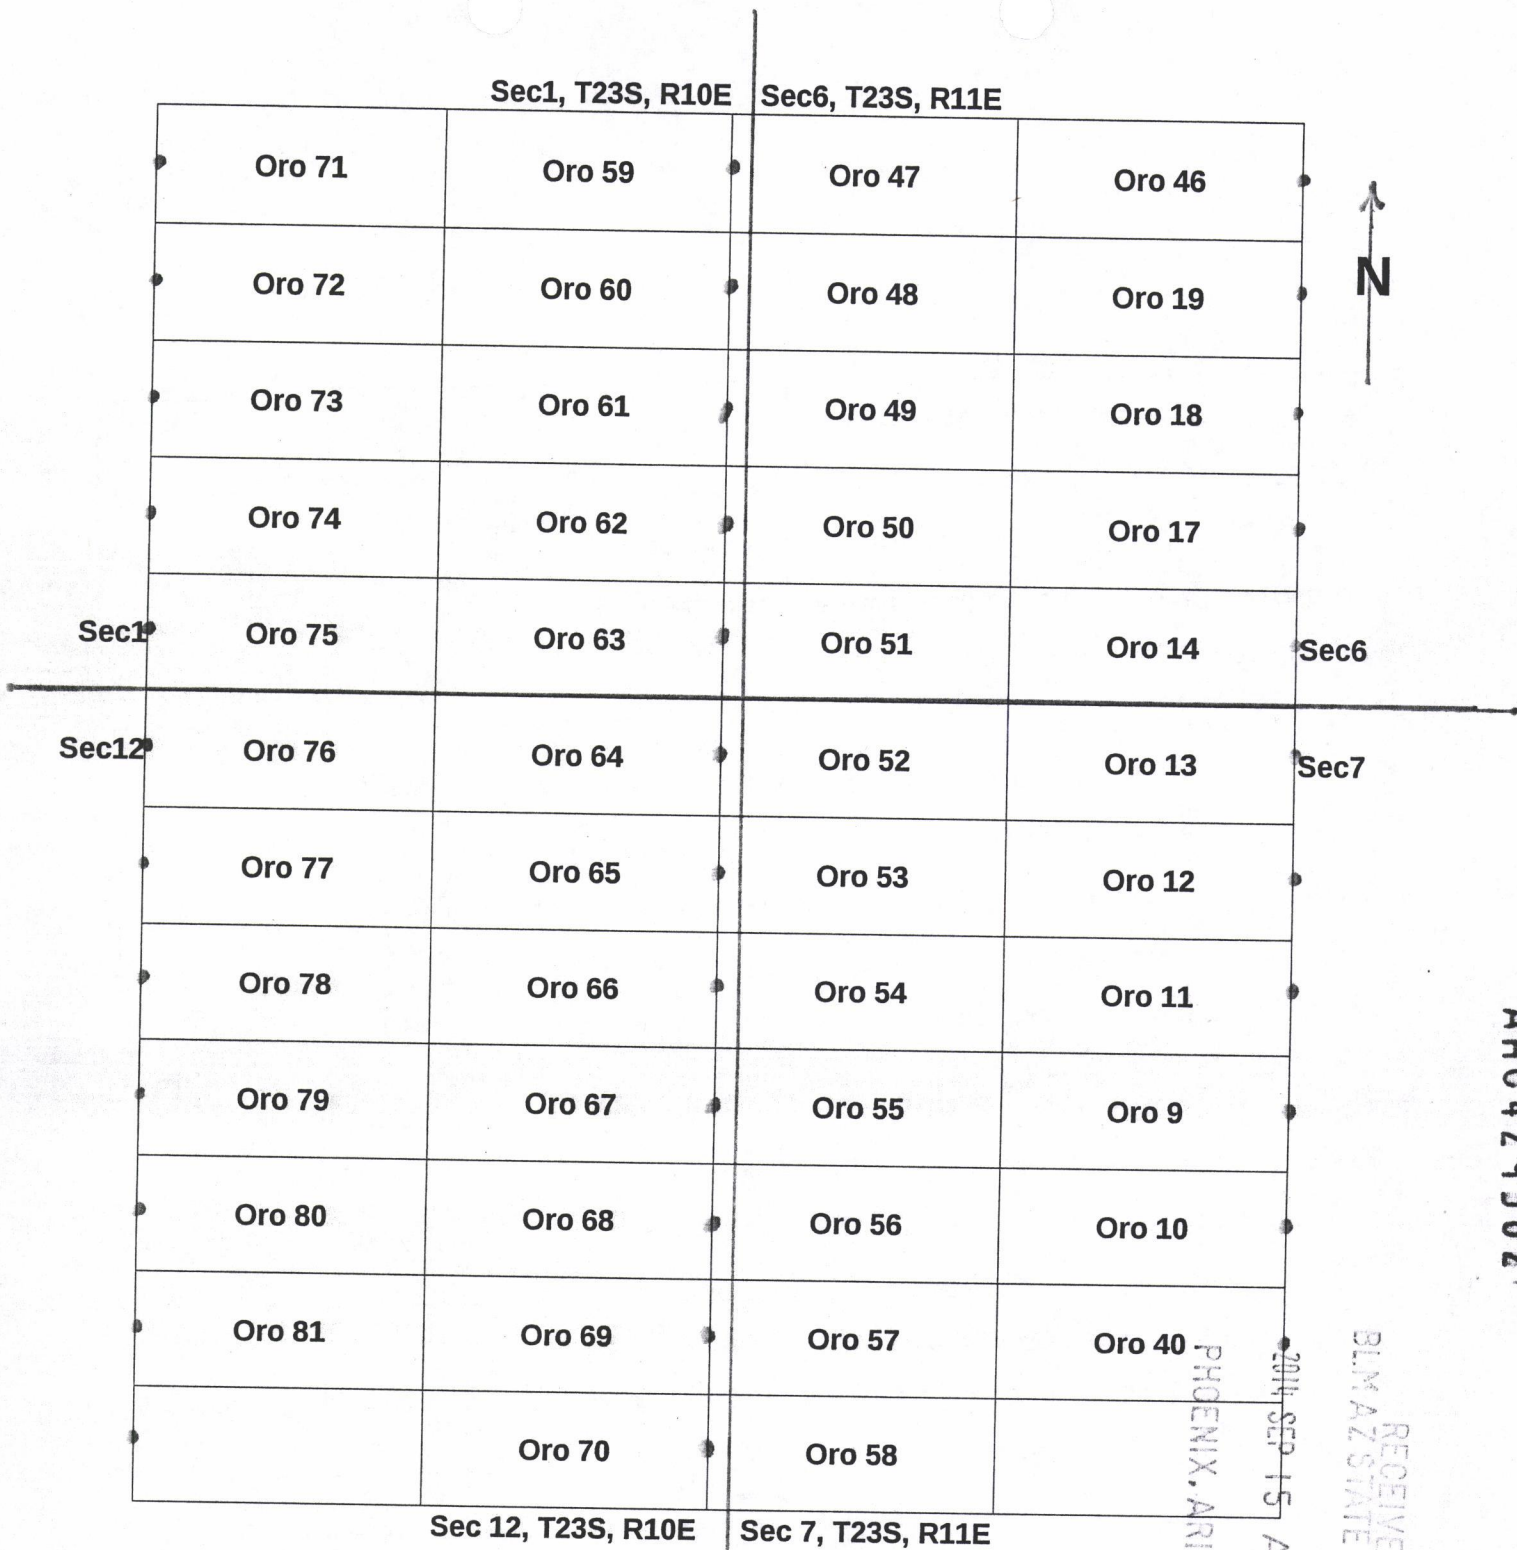 Sec1, T23S, R10E Sec6, T23S, R11E
Oro 71 Oro 59 Oro 47 Oro 46
N
Oro 72 Oro 60 Oro 48 Oro 19
Oro 73 Oro 61 Oro 49 Oro 18
Oro 74 Oro 62 Oro 50 Oro 17
Sec1 Oro 75 Oro 63 Oro 51 Oro 14 Sec6
Sec12 Oro 76 Oro 64 Oro 52 Oro 13 Sec7
Oro 77 Oro 65 Oro 53 Oro 12
Oro 78 Oro 66 Oro 54 Oro 11
Oro 79 Oro 67 Oro 55 Oro 9
Oro 80 Oro 68 Oro 56 Oro 10
Oro 81 Oro 69 Oro 57 Oro 40
Oro 70 Oro 58
Sec 12, T23S, R10E Sec 7, T23S, R11E
RECEIVE
BLM AZ STATE
2014 SEP 15 A
PHOENIX, ARI